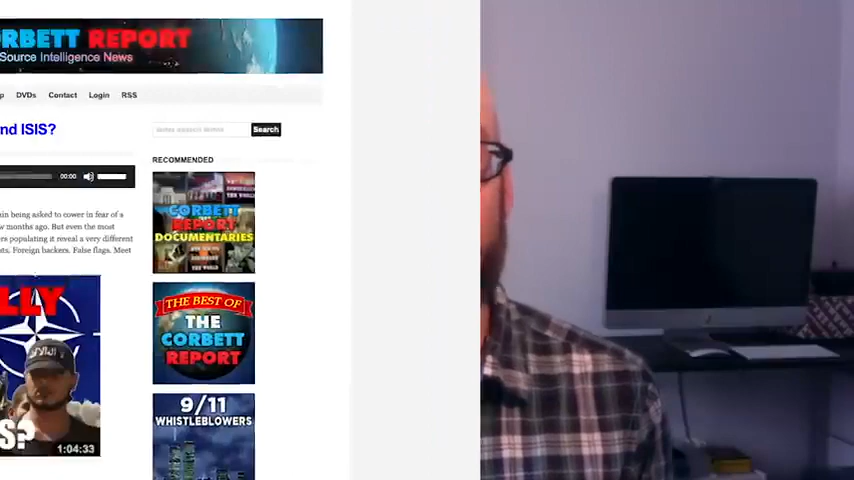 RBETT REPORT
Source Intelligence News
p DVDs Contact Login RSS
nd ISIS?
Search
00:00
RECOMMENDED
in being asked to cower in fear of s
w months ago. But even the most
rs populating it reveal a very different
ts. Foreign backers. False flags. Meet
CORBETT
REPORT
DOCUMENTARIES
LLY
S?
1:04:33
THE BEST OF
THE
CORBETT
REPORT
9/11
WHISTLEBLOWERS